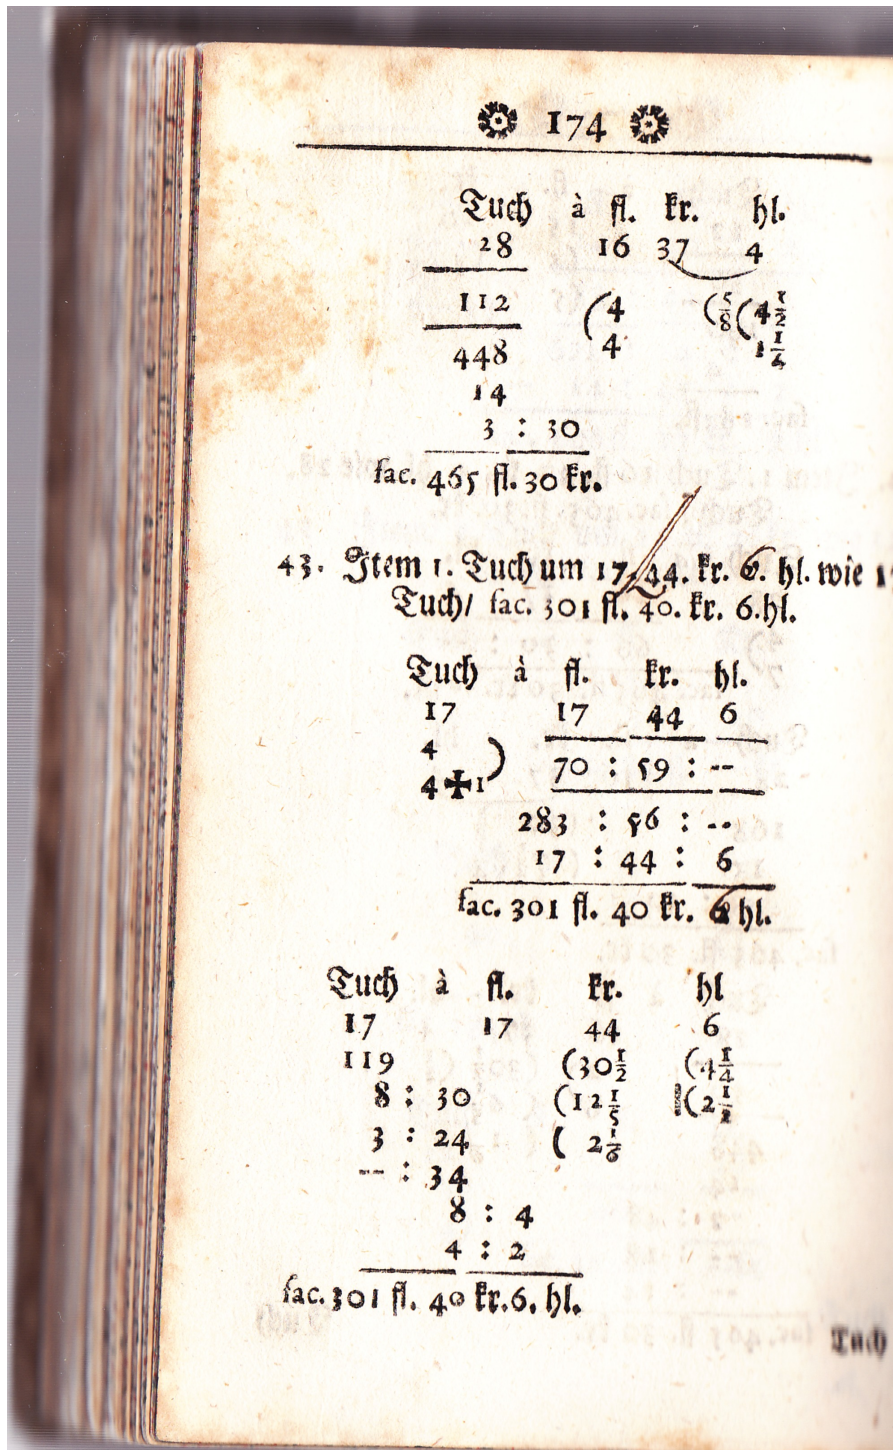 174
Tuch à fl. kr. hl.
28 16 37 4
112 (4 (5/8 (4 1/2
448 4 1 1/4
14
3 : 30
fac. 465 fl. 30 kr.
43. Item 1. Tuch um 17. 44. kr. 6. hl. wie
Tuch/ fac. 301 fl. 40. kr. 6. hl.
Tuch à fl. kr. hl.
17 17 44 6
4 ) 70 : 59 : --
4 ✠ 1
283 : 56 : --
17 : 44 : 6
fac. 301 fl. 40 kr. 6 hl.
Tuch à fl. kr. hl
17 17 44 6
119 (30 1/2 (4 1/4
8 : 30 (12 1/5 (2 1/2
3 : 24 ( 2 1/6
-- : 34
8 : 4
4 : 2
fac. 301 fl. 40 kr. 6. hl.
Tuch